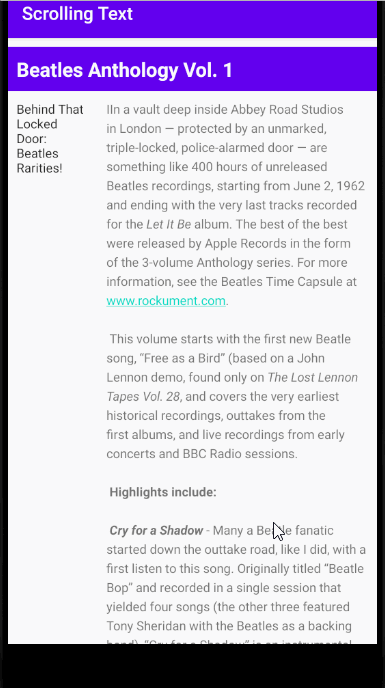 Scrolling Text
Beatles Anthology Vol. 1
Behind That
Locked
Door:
Beatles
Rarities!
IIn a vault deep inside Abbey Road Studios
in London — protected by an unmarked,
triple-locked, police-alarmed door — are
something like 400 hours of unreleased
Beatles recordings, starting from June 2, 1962
and ending with the very last tracks recorded
for the Let It Be album. The best of the best
were released by Apple Records in the form
of the 3-volume Anthology series. For more
information, see the Beatles Time Capsule at
www.rockument.com.
This volume starts with the first new Beatle
song, “Free as a Bird” (based on a John
Lennon demo, found only on The Lost Lennon
Tapes Vol. 28, and covers the very earliest
historical recordings, outtakes from the
first albums, and live recordings from early
concerts and BBC Radio sessions.
Highlights include:
Cry for a Shadow - Many a Beatle fanatic
started down the outtake road, like I did, with a
first listen to this song. Originally titled “Beatle
Bop” and recorded in a single session that
yielded four songs (the other three featured
Tony Sheridan with the Beatles as a backing
band), “Cry for a Shadow” is an instrumental